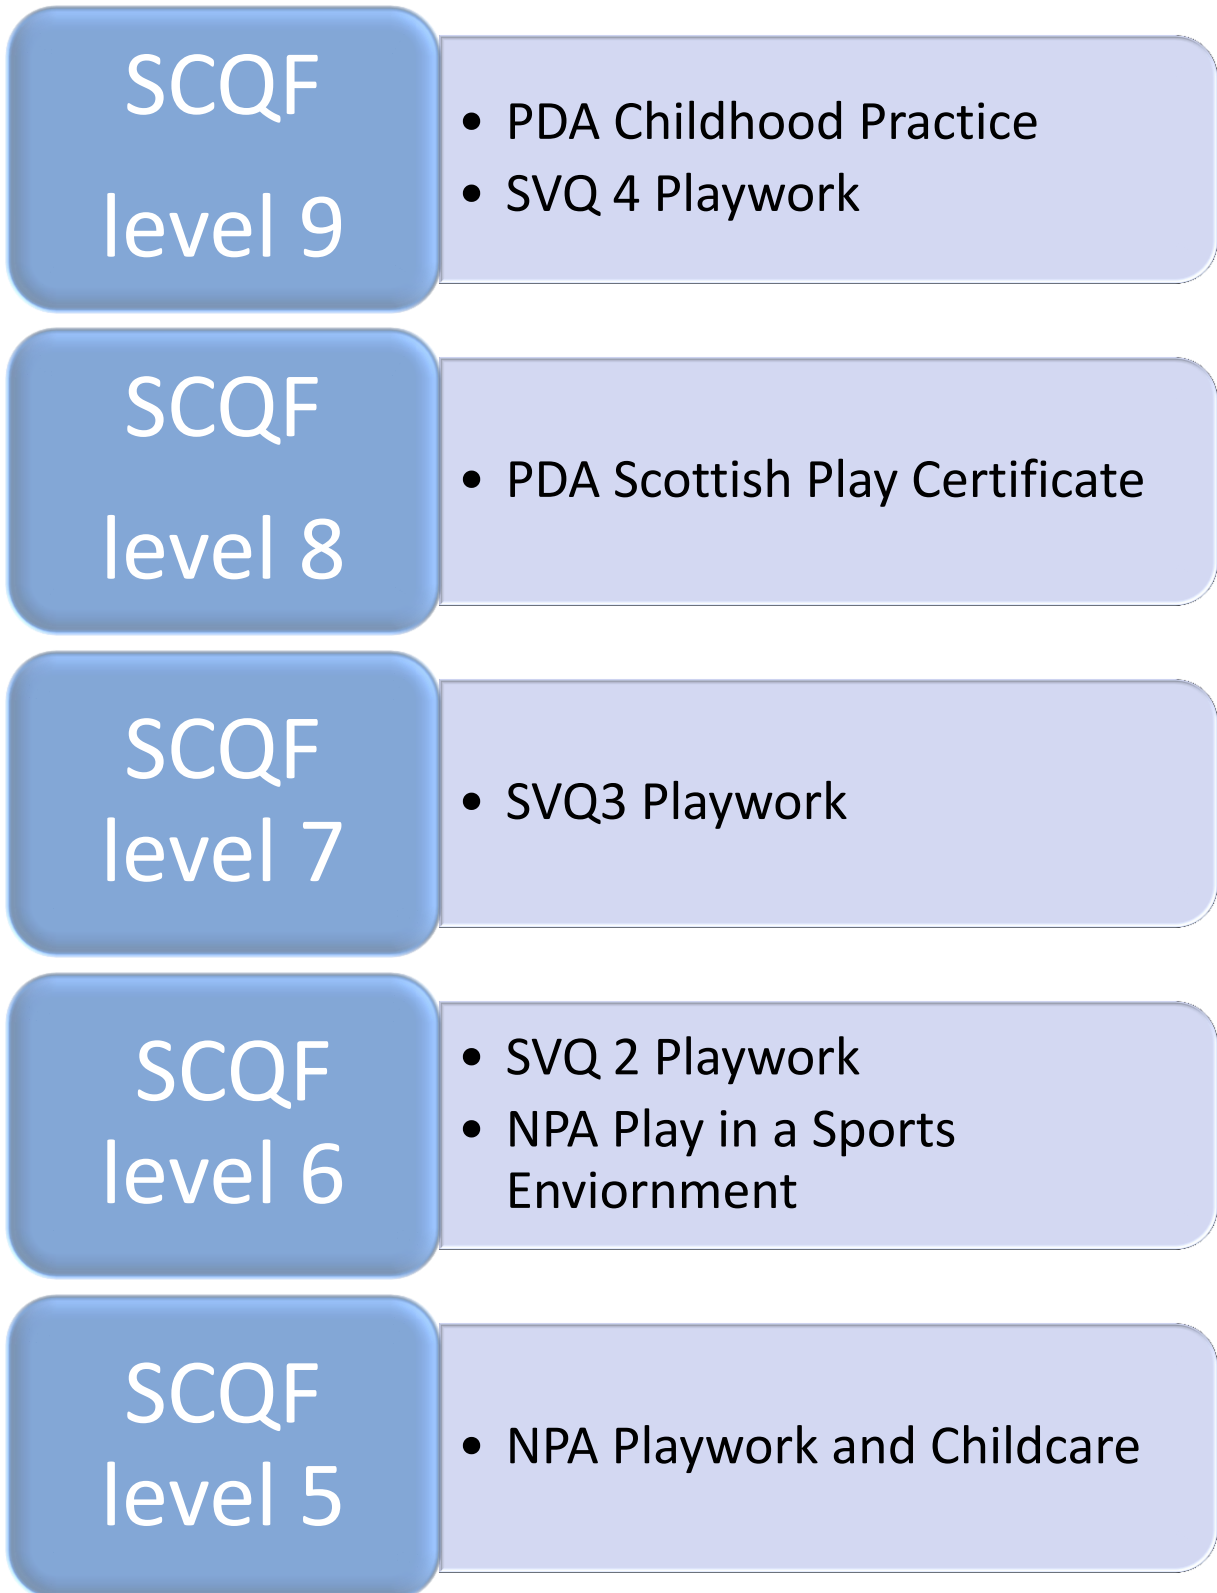 SCQF
level 9
• PDA Childhood Practice
• SVQ 4 Playwork
SCQF
level 8
• PDA Scottish Play Certificate
SCQF
level 7
• SVQ3 Playwork
SCQF
level 6
• SVQ 2 Playwork
• NPA Play in a Sports
Enviornment
SCQF
level 5
• NPA Playwork and Childcare